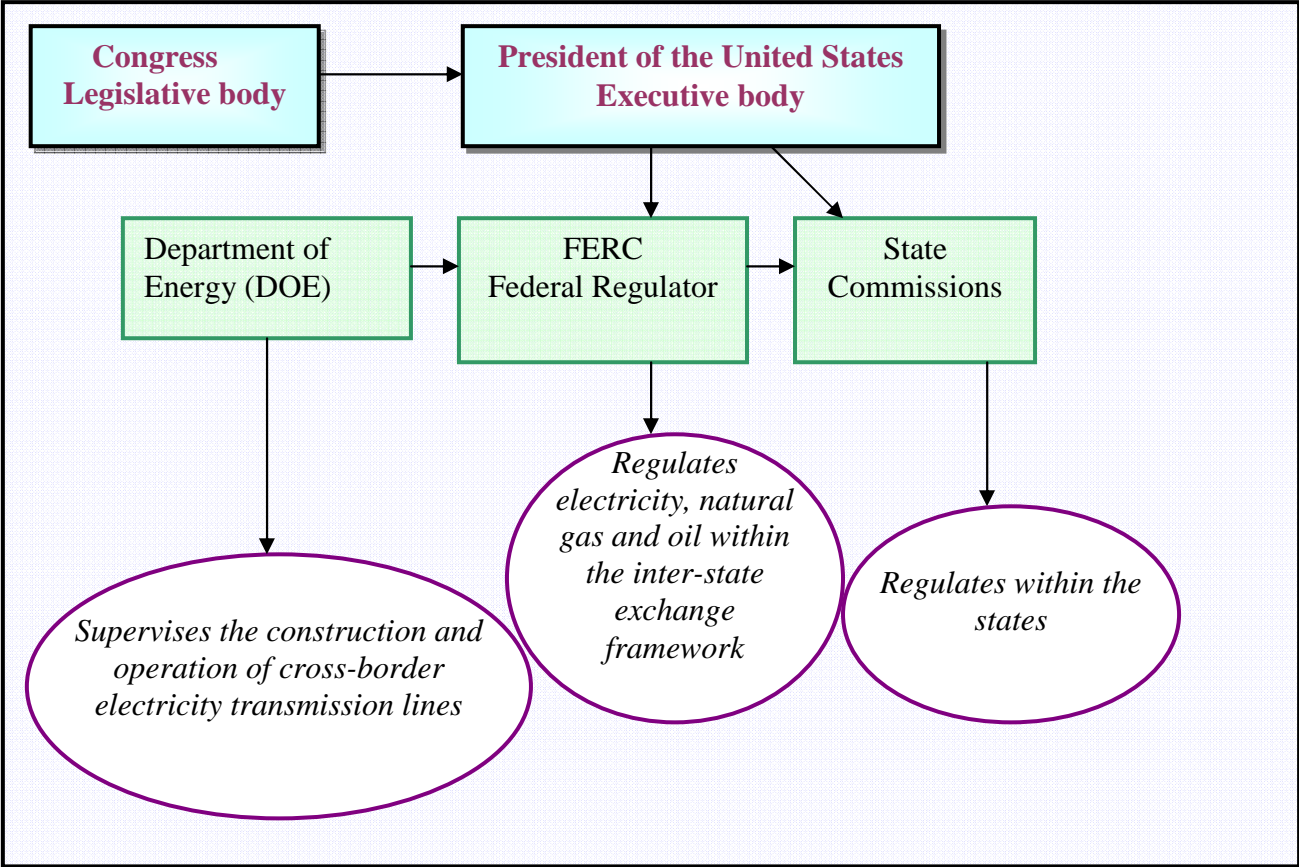 Congress
Legislative body
President of the United States
Executive body
Department of
Energy (DOE)
FERC
Federal Regulator
State
Commissions
Supervises the construction and
operation of cross-border
electricity transmission lines
Regulates
electricity, natural
gas and oil within
the inter-state
exchange
framework
Regulates within the
states